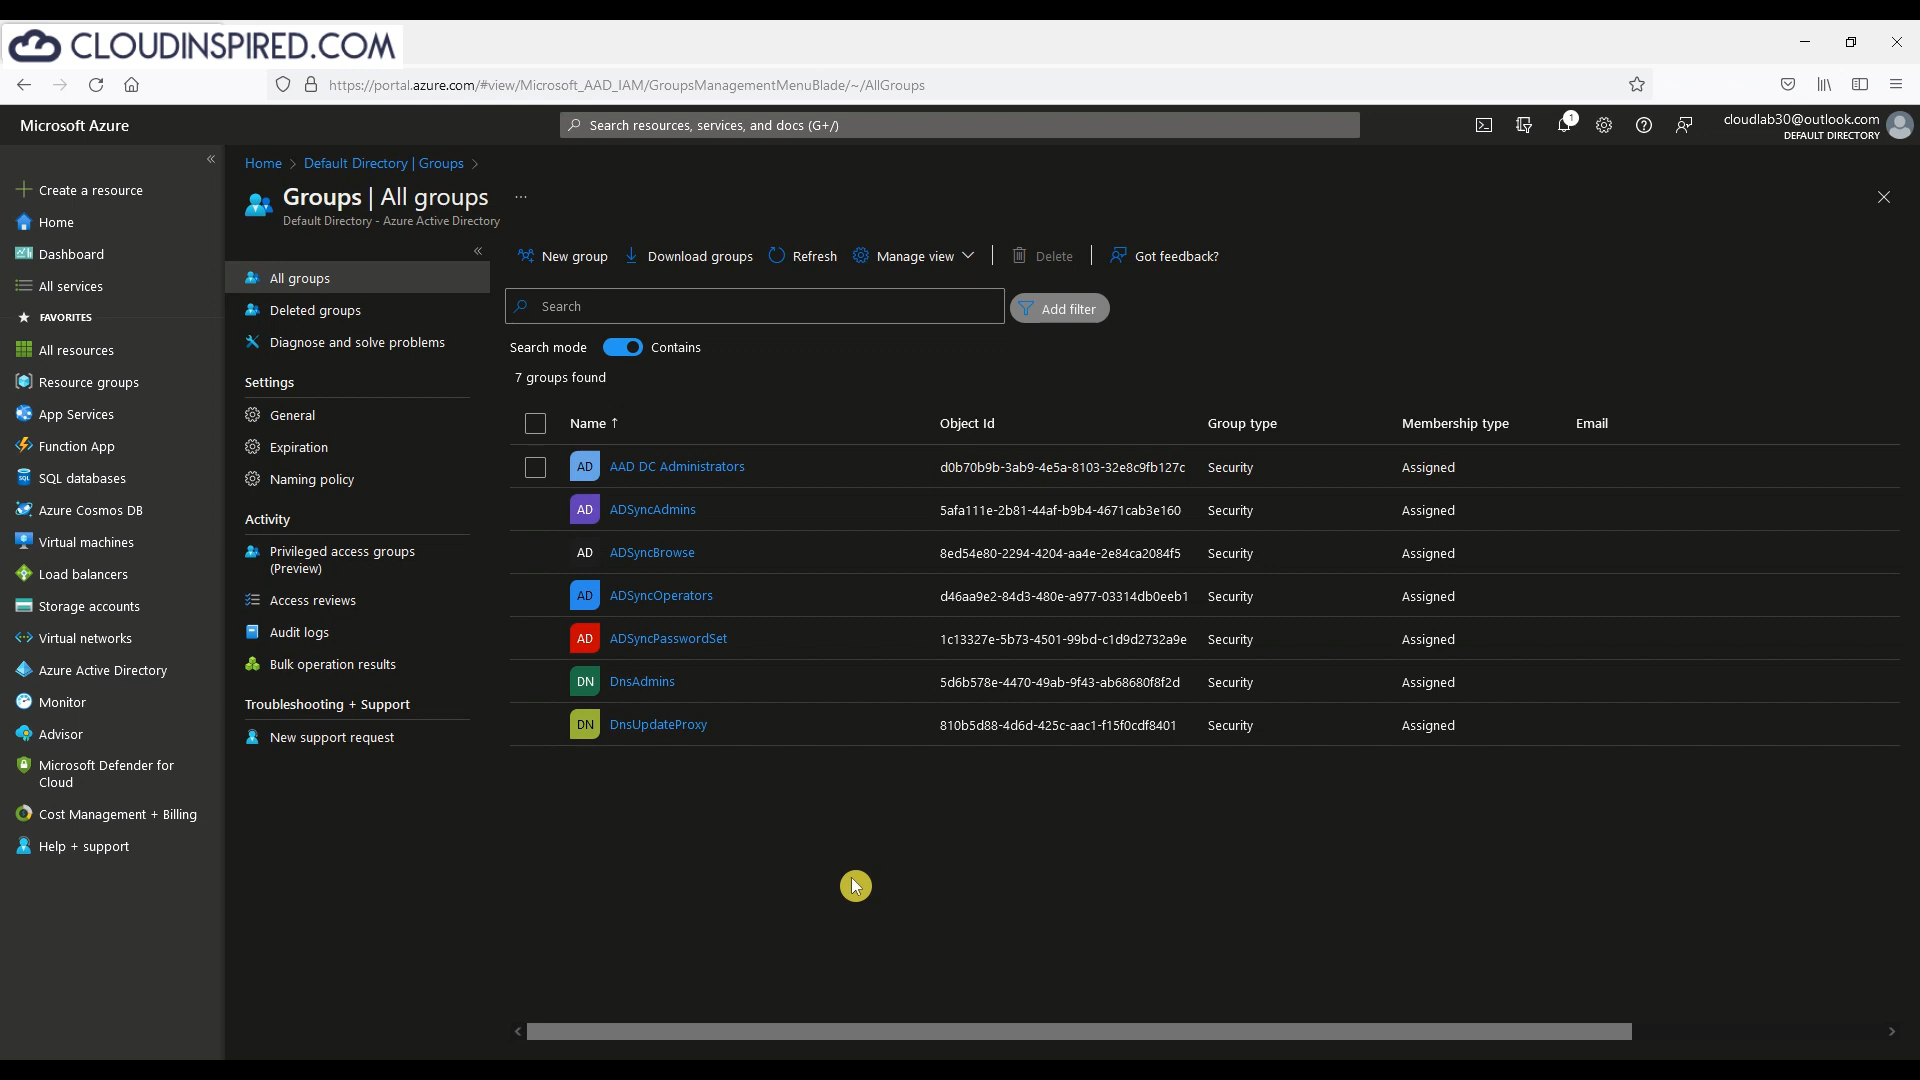 CLOUDINSPIRED.COM
https://portal.azure.com/#view/Microsoft_AAD_IAM/GroupsManagementMenuBlade/~/AllGroups
Microsoft Azure
Search resources, services, and docs (G+/)
1
cloudlab30@outlook.com
DEFAULT DIRECTORY
Create a resource
Home
Dashboard
All services
FAVORITES
All resources
Resource groups
App Services
Function App
SQL databases
Azure Cosmos DB
Virtual machines
Load balancers
Storage accounts
Virtual networks
Azure Active Directory
Monitor
Advisor
Microsoft Defender for
Cloud
Cost Management + Billing
Help + support
Home > Default Directory | Groups >
Groups | All groups ...
Default Directory - Azure Active Directory
All groups
Deleted groups
Diagnose and solve problems
Settings
General
Expiration
Naming policy
Activity
Privileged access groups
(Preview)
Access reviews
Audit logs
Bulk operation results
Troubleshooting + Support
New support request
New group Download groups Refresh Manage view Delete Got feedback?
Search Add filter
Search mode Contains
7 groups found
Name ↑ Object Id Group type Membership type Email
AD AAD DC Administrators d0b70b9b-3ab9-4e5a-8103-32e8c9fb127c Security Assigned
AD ADSyncAdmins 5afa111e-2b81-44af-b9b4-4671cab3e160 Security Assigned
AD ADSyncBrowse 8ed54e80-2294-4204-aa4e-2e84ca2084f5 Security Assigned
AD ADSyncOperators d46aa9e2-84d3-480e-a977-03314db0eeb1 Security Assigned
AD ADSyncPasswordSet 1c13327e-5b73-4501-99bd-c1d9d2732a9e Security Assigned
DN DnsAdmins 5d6b578e-4470-49ab-9f43-ab68680f8f2d Security Assigned
DN DnsUpdateProxy 810b5d88-4d6d-425c-aac1-f15f0cdf8401 Security Assigned